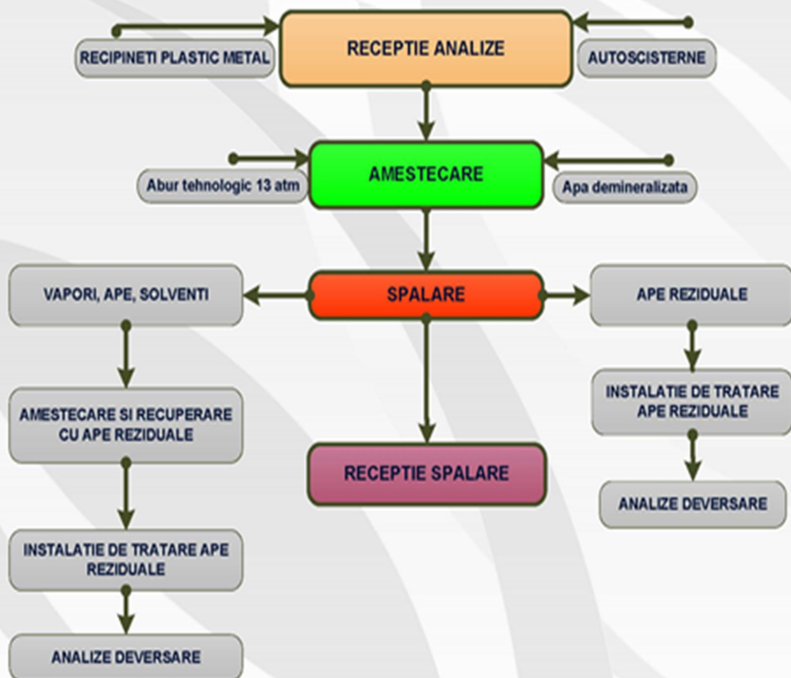 RECIPINETI PLASTIC METAL
RECEPTIE ANALIZE
AUTOSCISTERNE
Abur tehnologic 13 atm
AMESTECARE
Apa demineralizata
VAPORI, APE, SOLVENTI
SPALARE
APE REZIDUALE
AMESTECARE SI RECUPERARE
CU APE REZIDUALE
INSTALATIE DE TRATARE
APE REZIDUALE
RECEPTIE SPALARE
ANALIZE DEVERSARE
INSTALATIE DE TRATARE APE
REZIDUALE
ANALIZE DEVERSARE